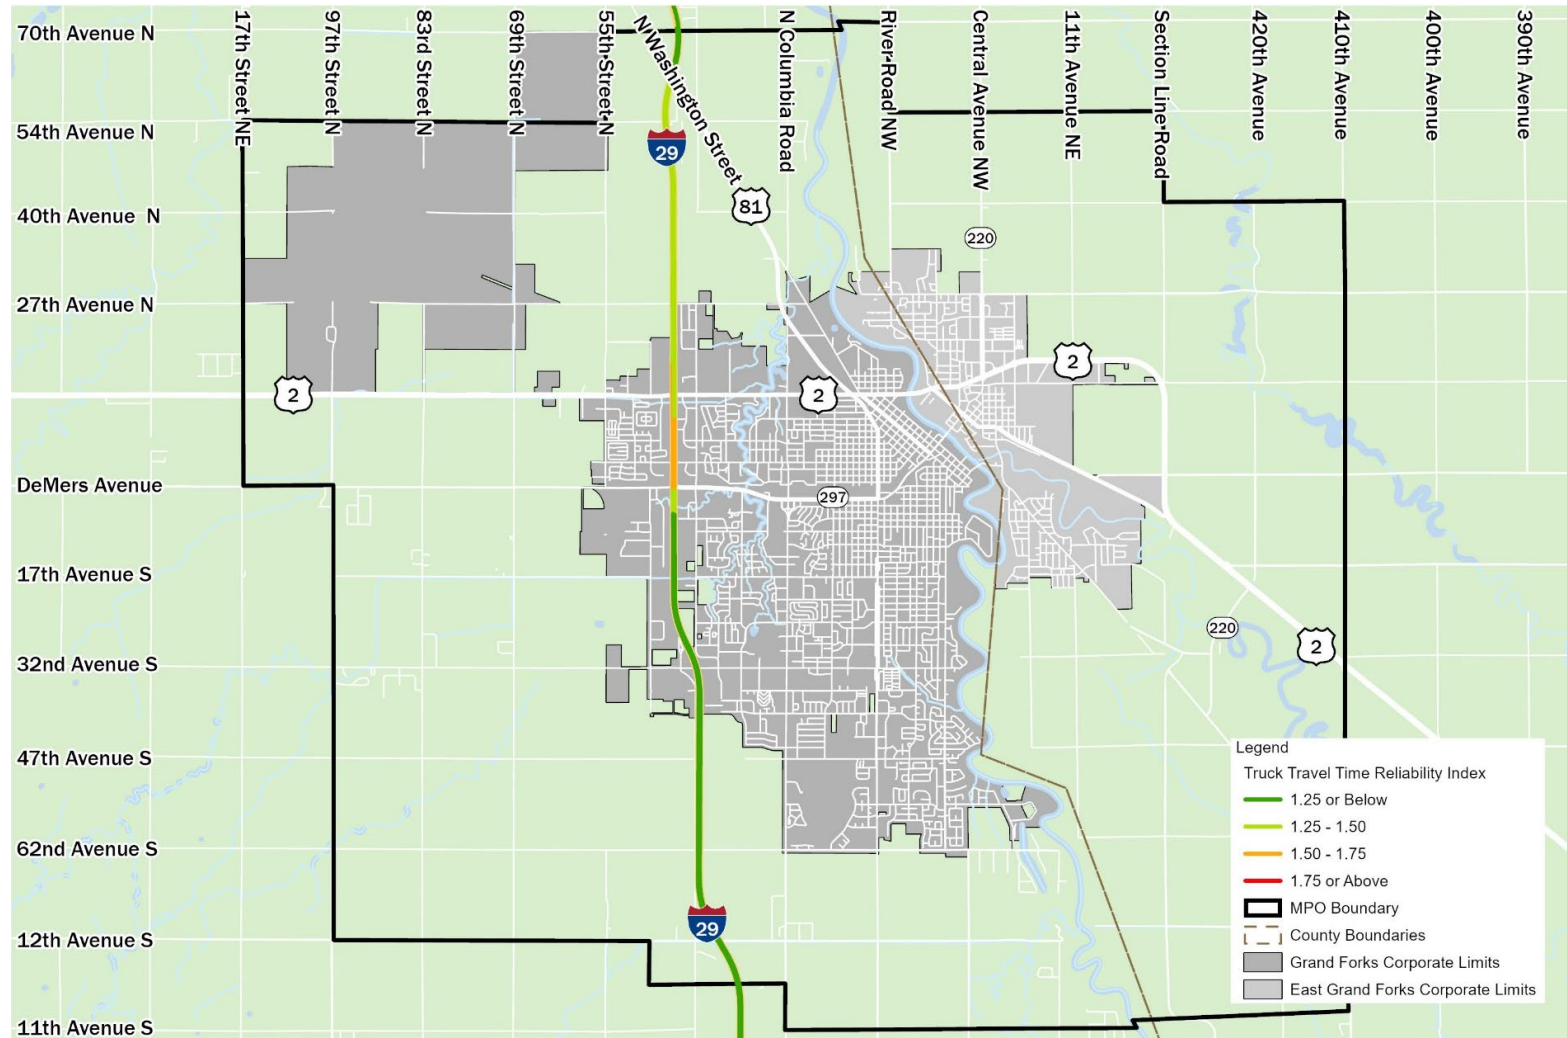 17th Street NE
97th Street N
83rd Street N
69th Street N
55th Street N
N Washington Street
N Columbia Road
River Road NW
Central Avenue NW
11th Avenue NE
Section Line Road
420th Avenue
410th Avenue
400th Avenue
390th Avenue
70th Avenue N
54th Avenue N
29
81
40th Avenue N
220
27th Avenue N
2
2
2
DeMers Avenue
297
17th Avenue S
220
2
32nd Avenue S
47th Avenue S
62nd Avenue S
29
12th Avenue S
11th Avenue S
Legend
Truck Travel Time Reliability Index
1.25 or Below
1.25 - 1.50
1.50 - 1.75
1.75 or Above
MPO Boundary
County Boundaries
Grand Forks Corporate Limits
East Grand Forks Corporate Limits